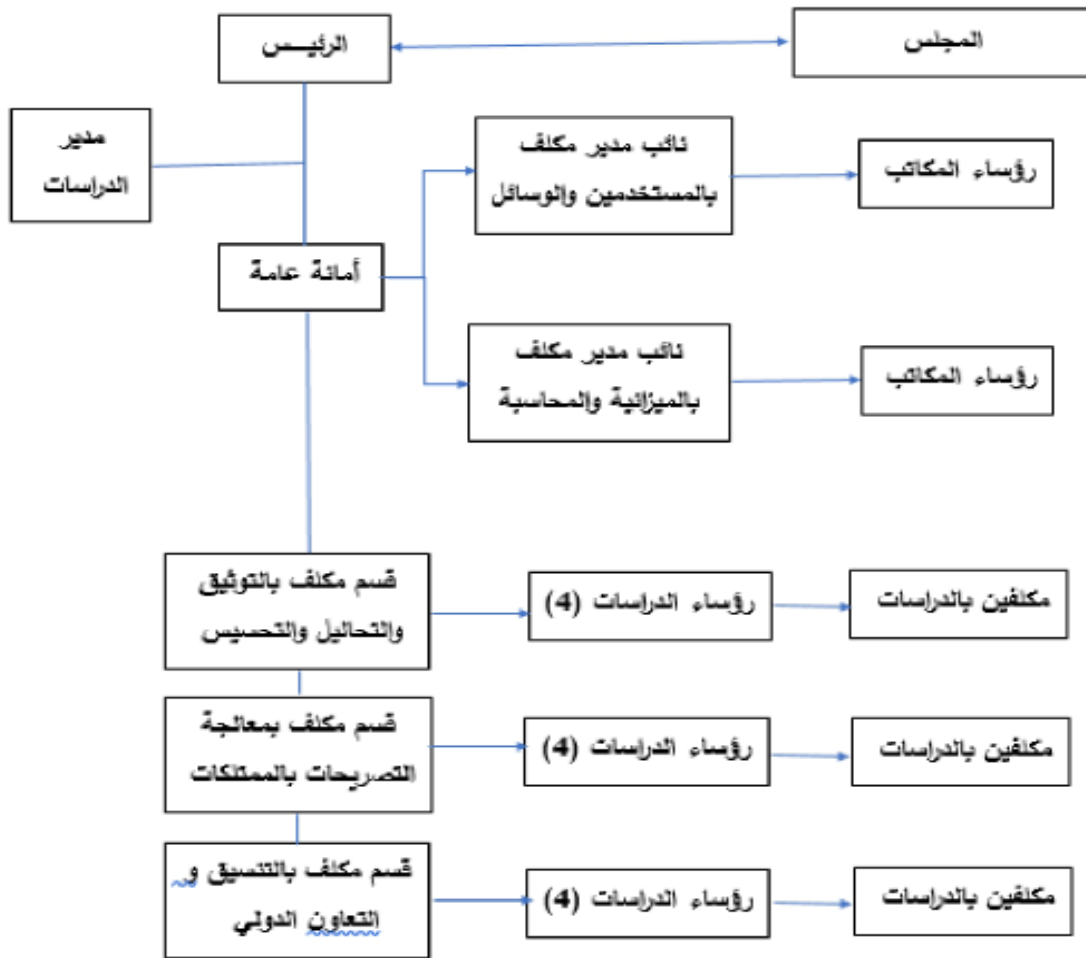 المجلس
الرئيـــس
مدير
الدراسات
نائب مدير مكلف
بالمستخدمين والوسائل
رؤساء المكاتب
أمانة عامة
نائب مدير مكلف
بالميزانية والمحاسبة
رؤساء المكاتب
قسم مكلف بالتوثيق
والتحاليل والتحسيس
رؤساء الدراسات (4)
مكلفين بالدراسات
قسم مكلف بمعالجة
التصريحات بالممتلكات
رؤساء الدراسات (4)
مكلفين بالدراسات
قسم مكلف بالتنسيق و
التعاون الدولي
رؤساء الدراسات (4)
مكلفين بالدراسات